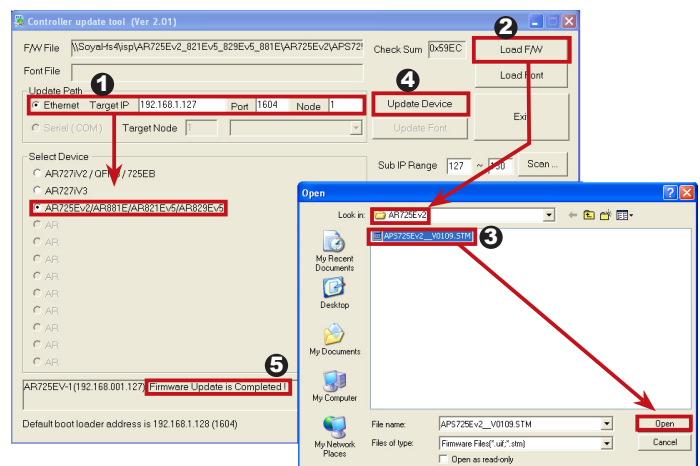 Controller update tool (Ver 2.01)
2
F/W File \\SoyalHs4\isp\AR725Ev2_821Ev5_829Ev5_881E\AR725Ev2\APS72! Check Sum 0x59EC Load F/W
Font File Load Font
Update Path
1
4
Ethernet Target IP 192.168.1.127 Port 1604 Node 1 Update Device
Exit
Serial (COM) Target Node 1 Update Font
Select Device
Sub IP Range 127 ~ Scan ...
AR727iV2 / 725EB
AR727iV3
AR725Ev2/AR881E/AR821Ev5/AR829Ev5
AR
AR
AR
AR
AR
AR
AR
AR
5
AR725EV-1(192.168.001.127) Firmware Update is Completed !
Default boot loader address is 192.168.1.128 (1604)
Open
Look in: AR725Ev2
APS725Ev2__V0109.STM
3
My Recent
Documents
Desktop
My Documents
My Computer
My Network
Places
File name: APS725Ev2__V0109.STM Open
Files of type: Firmware Files(*.uif;*.stm) Cancel
Open as read-only